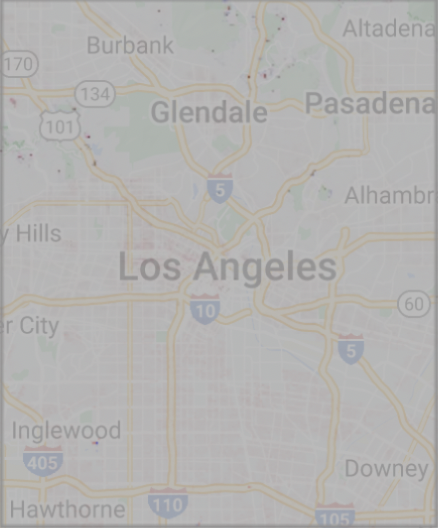 Altadena
Burbank
170
134
Glendale
Pasadena
101
5
Alhambr
y Hills
Los Angeles
10
60
er City
5
Inglewood
405
Downey
110
Hawthorne
105